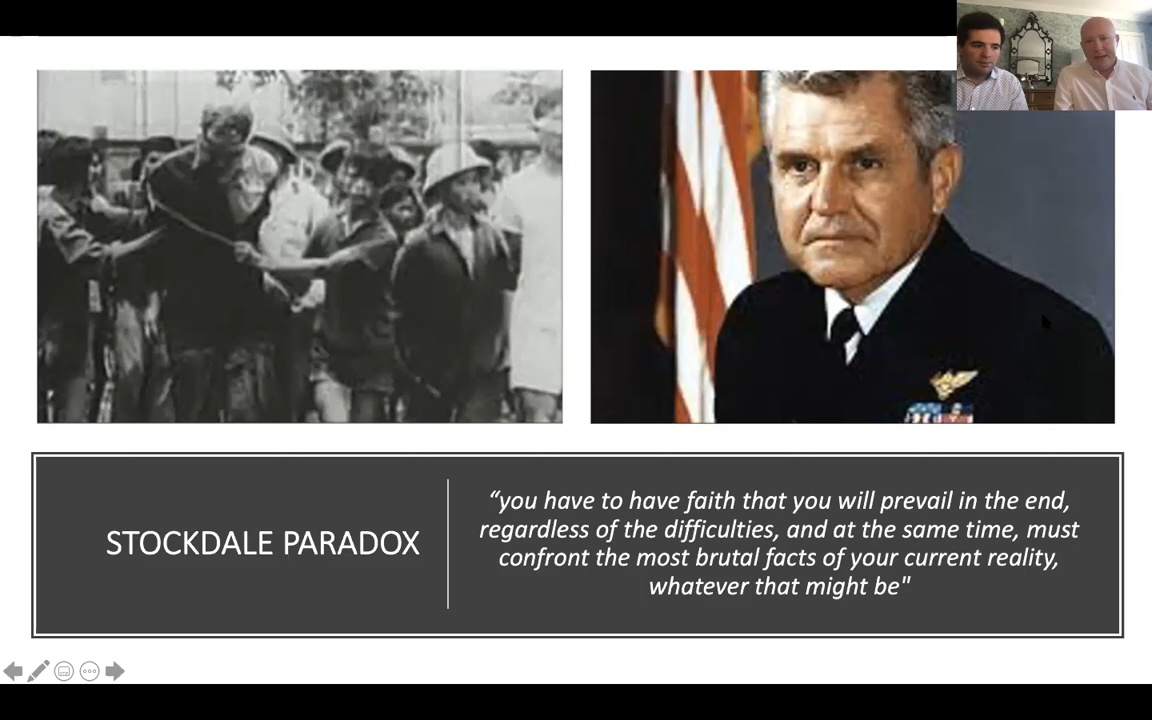 STOCKDALE PARADOX
“you have to have faith that you will prevail in the end,
regardless of the difficulties, and at the same time, must
confront the most brutal facts of your current reality,
whatever that might be"